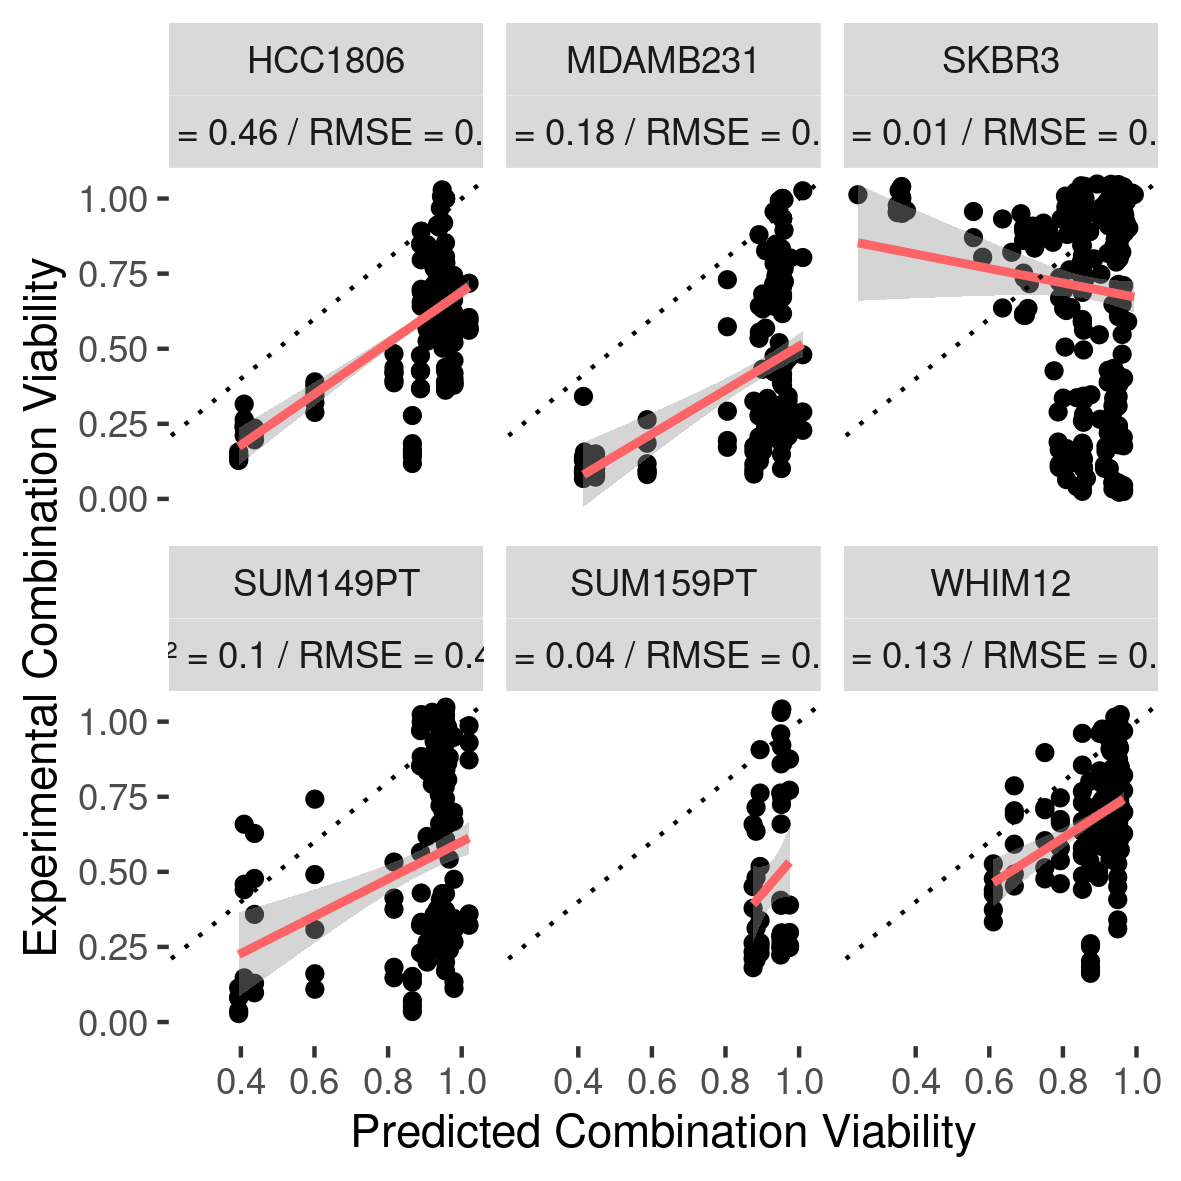 HCC1806 MDAMB231 SKBR3
= 0.46 / RMSE = 0. = 0.18 / RMSE = 0. = 0.01 / RMSE = 0.
1.00
0.75
0.50
0.25
0.00
SUM149PT SUM159PT WHIM12
² = 0.1 / RMSE = 0.4 = 0.04 / RMSE = 0. = 0.13 / RMSE = 0.
1.00
0.75
0.50
0.25
0.00
0.4 0.6 0.8 1.0 0.4 0.6 0.8 1.0 0.4 0.6 0.8 1.0
Predicted Combination Viability
Experimental Combination Viability